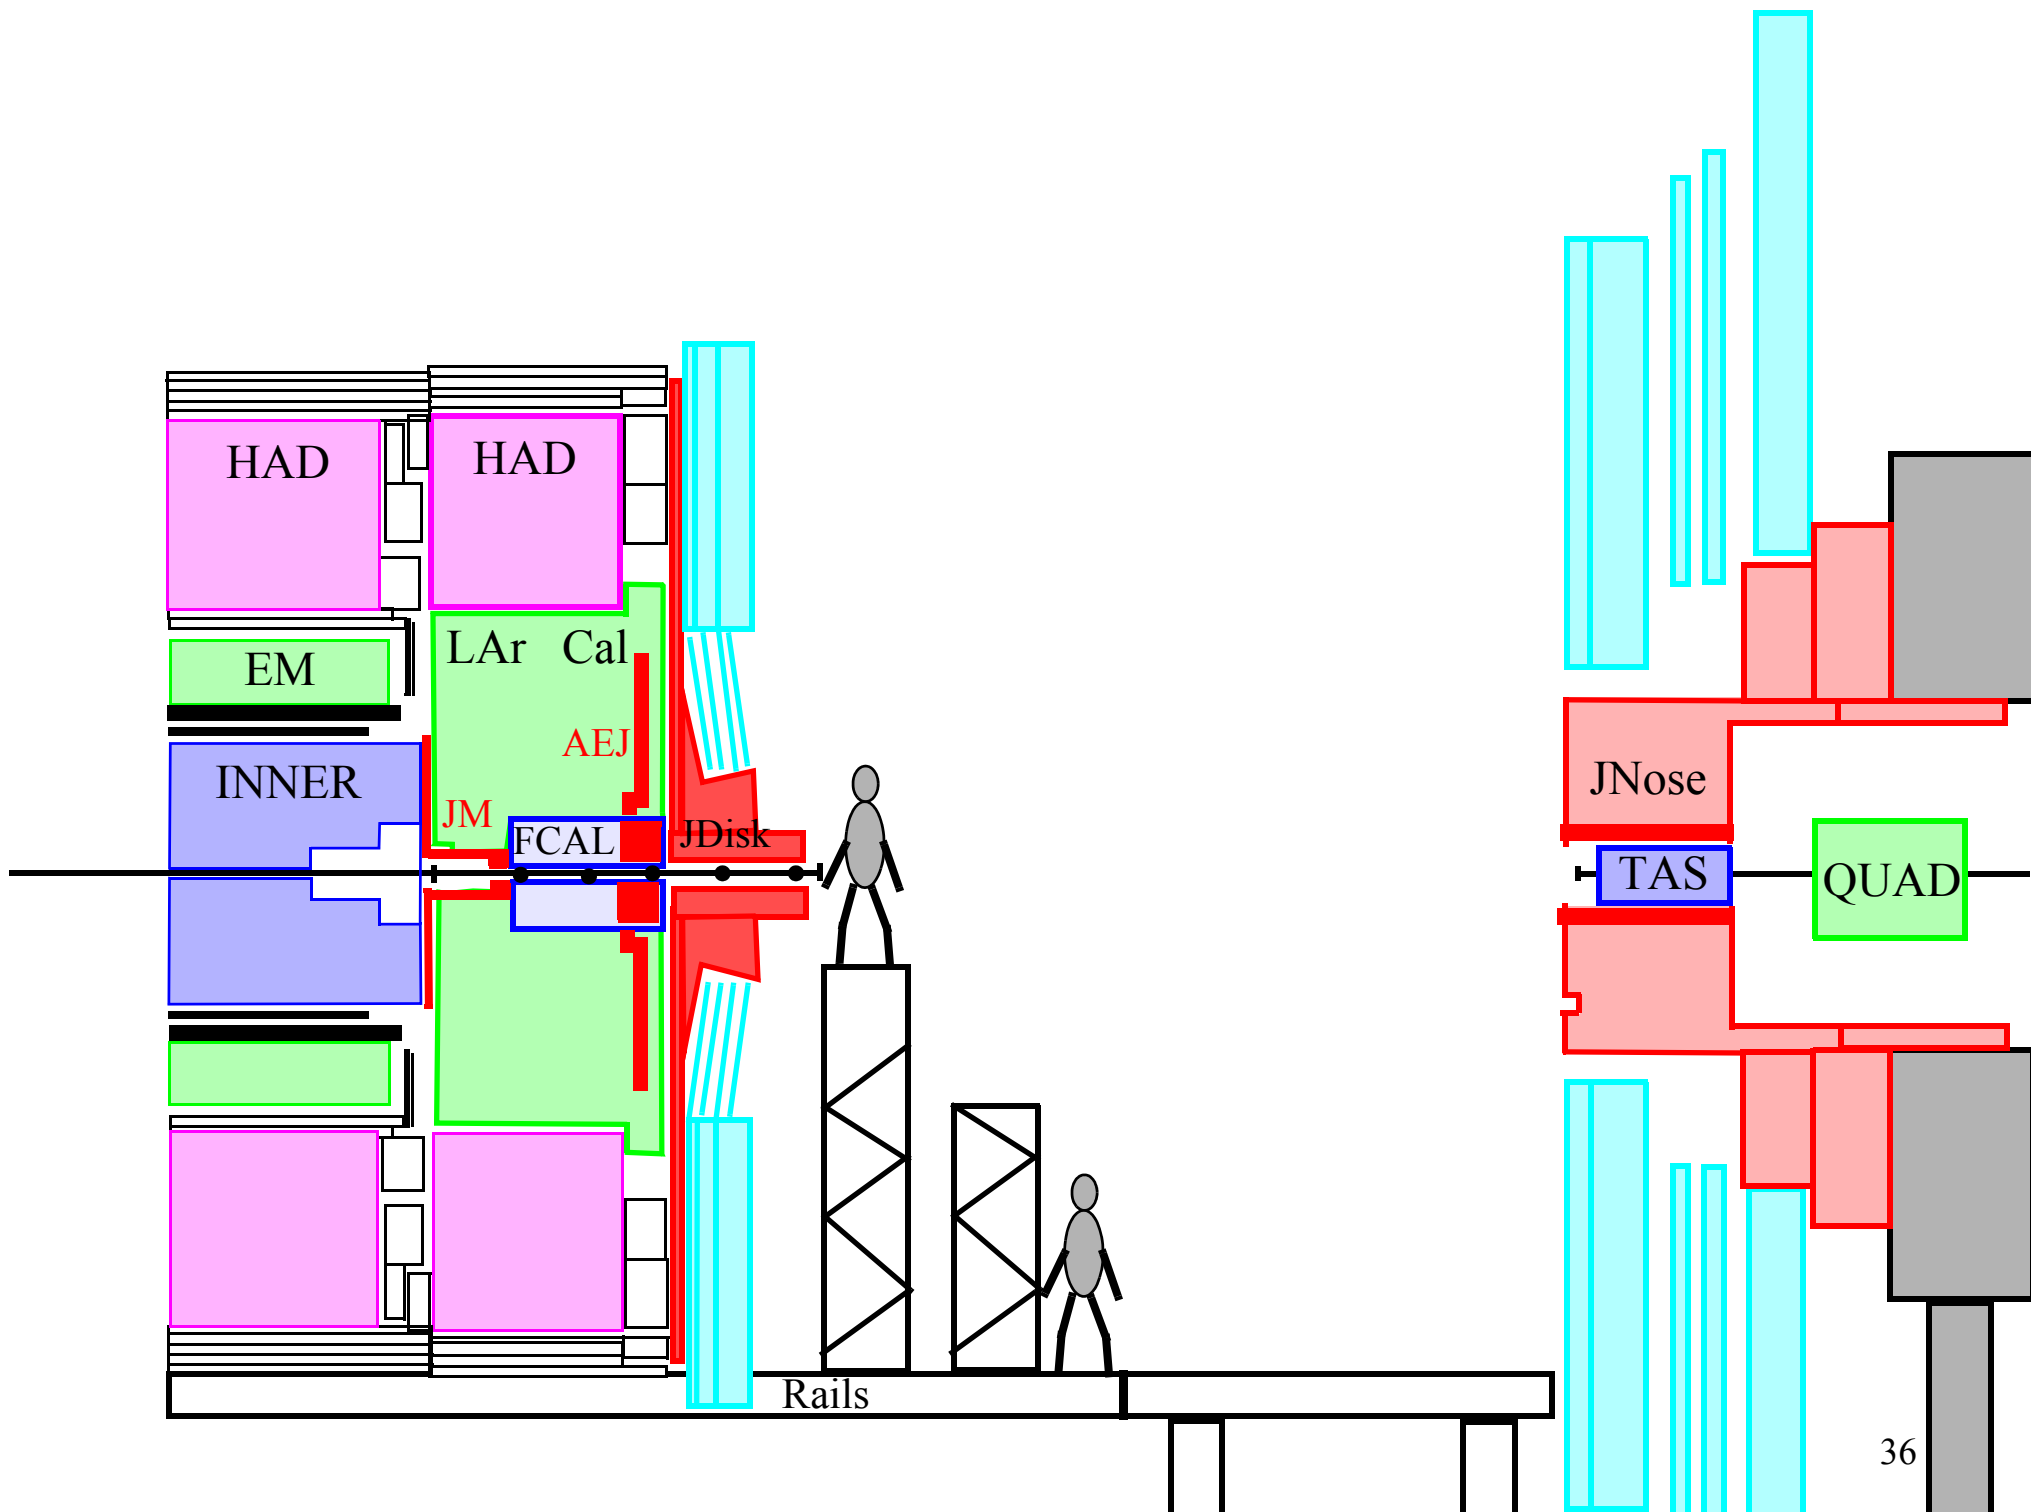 HAD HAD
LAr Cal
EM
AEJ
INNER
JM
FCAL
JDisk
JNose
TAS
QUAD
Rails
36